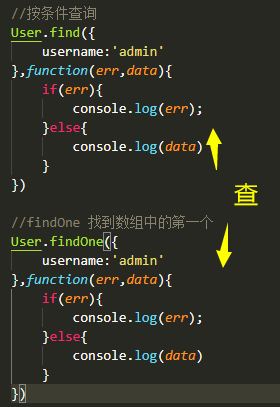 //按条件查询
User.find({
    username:'admin'
},function(err,data){
    if(err){
        console.log(err);
    }else{
        console.log(data)
    }
})
查
//findOne 找到数组中的第一个
User.findOne({
    username:'admin'
},function(err,data){
    if(err){
        console.log(err);
    }else{
        console.log(data)
    }
})